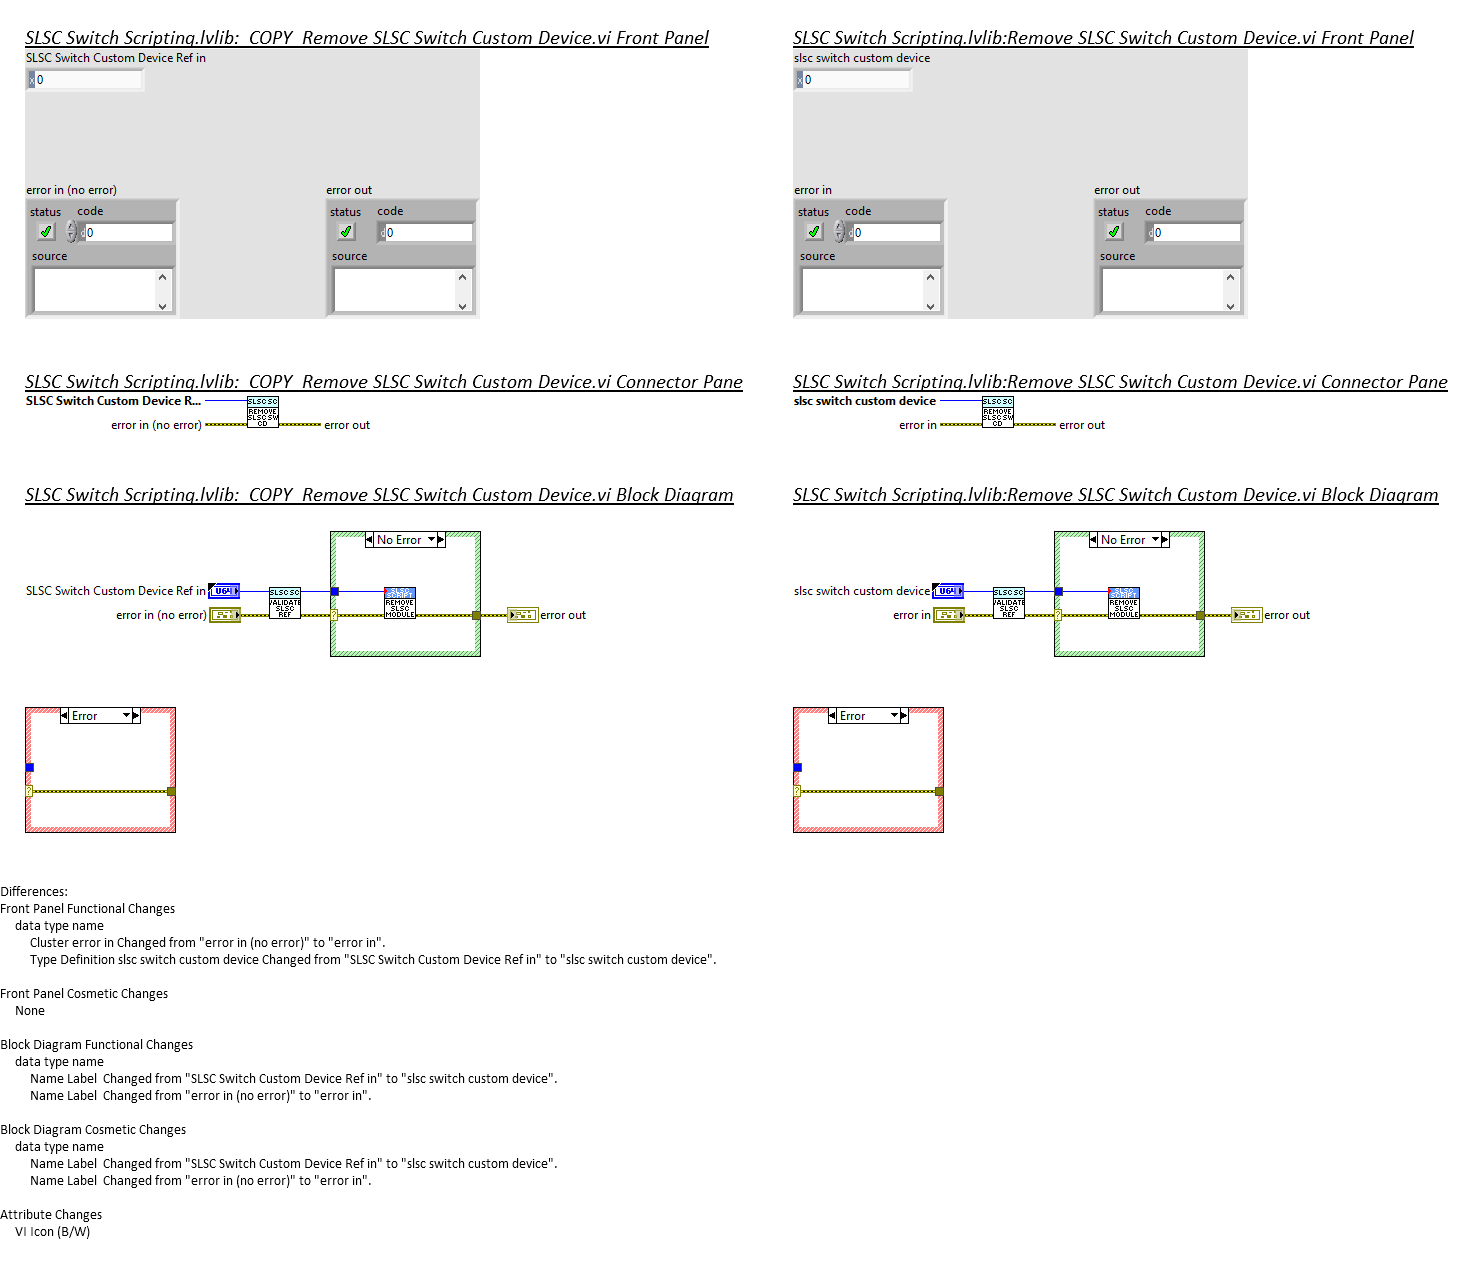 SLSC Switch Scripting.lvlib:  COPY  Remove SLSC Switch Custom Device.vi Front Panel
SLSC Switch Custom Device Ref in
x 0
error in (no error)
status code
d 0
source
error out
status code
d 0
source
SLSC Switch Scripting.lvlib:Remove SLSC Switch Custom Device.vi Front Panel
slsc switch custom device
x 0
error in
status code
d 0
source
error out
status code
d 0
source
SLSC Switch Scripting.lvlib:  COPY  Remove SLSC Switch Custom Device.vi Connector Pane
SLSC Switch Custom Device R...
SLSC SC
REMOVE
SLSC SW
CD
error in (no error)
error out
SLSC Switch Scripting.lvlib:Remove SLSC Switch Custom Device.vi Connector Pane
slsc switch custom device
SLSC SC
REMOVE
SLSC SW
CD
error in
error out
SLSC Switch Scripting.lvlib:  COPY  Remove SLSC Switch Custom Device.vi Block Diagram
No Error
SLSC Switch Custom Device Ref in
U64
SLSC SC
VALIDATE
SLSC
REF
SLSC
SCRIPT
REMOVE
SLSC
MODULE
error in (no error)
?
error out
Error
?
SLSC Switch Scripting.lvlib:Remove SLSC Switch Custom Device.vi Block Diagram
No Error
slsc switch custom device
U64
SLSC SC
VALIDATE
SLSC
REF
SLSC
SCRIPT
REMOVE
SLSC
MODULE
error in
?
error out
Error
?
Differences:
Front Panel Functional Changes
data type name
Cluster error in Changed from "error in (no error)" to "error in".
Type Definition slsc switch custom device Changed from "SLSC Switch Custom Device Ref in" to "slsc switch custom device".
Front Panel Cosmetic Changes
None
Block Diagram Functional Changes
data type name
Name Label  Changed from "SLSC Switch Custom Device Ref in" to "slsc switch custom device".
Name Label  Changed from "error in (no error)" to "error in".
Block Diagram Cosmetic Changes
data type name
Name Label  Changed from "SLSC Switch Custom Device Ref in" to "slsc switch custom device".
Name Label  Changed from "error in (no error)" to "error in".
Attribute Changes
VI Icon (B/W)